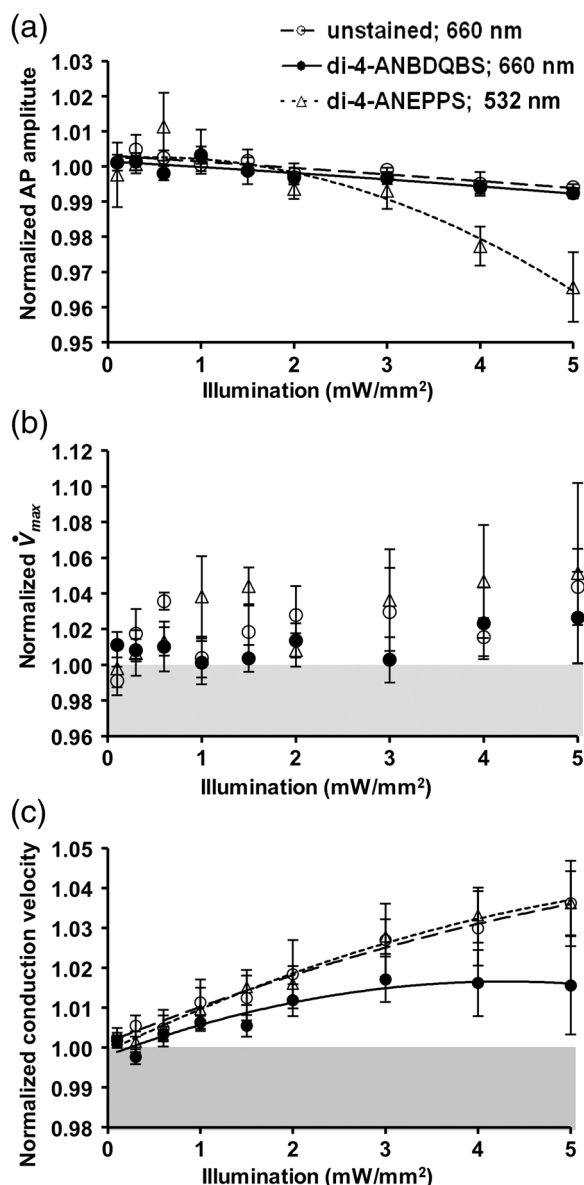 (a)
unstained; 660 nm
di-4-ANBDQBS; 660 nm
di-4-ANEPPS; 532 nm
Normalized AP amplitude
1.03
1.02
1.01
1.00
0.99
0.98
0.97
0.96
0.95
0 1 2 3 4 5
Illumination (mW/mm²)
(b)
Normalized V̇max
1.12
1.10
1.08
1.06
1.04
1.02
1.00
0.98
0.96
0 1 2 3 4 5
Illumination (mW/mm²)
(c)
Normalized conduction velocity
1.05
1.04
1.03
1.02
1.01
1.00
0.99
0.98
0 1 2 3 4 5
Illumination (mW/mm²)